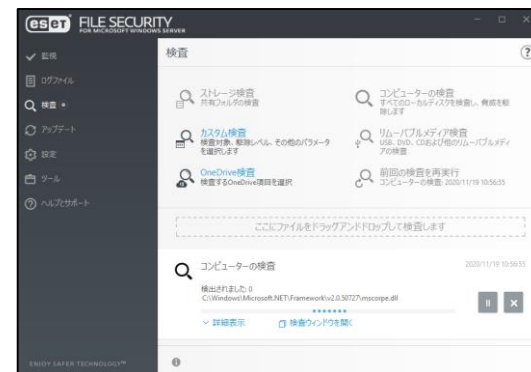 eset FILE SECURITY
FOR MICROSOFT WINDOWS SERVER
監視
ログファイル
検査
アップデート
設定
ツール
ヘルプとサポート
ENJOY SAFER TECHNOLOGY™
検査
?
ストレージ検査
共有フォルダの検査
コンピューターの検査
すべてのローカルディスクを検査し、脅威を駆除します
カスタム検査
検査対象、駆除レベル、その他のパラメータを選択します
リムーバブルメディア検査
USB、DVD、CDおよび他のリムーバブルメディアの検査
OneDrive検査
検査するOneDrive項目を選択
前回の検査を再実行
コンピューターの検査: 2020/11/19 10:56:55
ここにファイルをドラッグアンドドロップして検査します
コンピューターの検査
2020/11/19 10:56:55
検出されました: 0
C:\Windows\Microsoft.NET\Framework\v2.0.50727\mscorpe.dll
詳細表示
検査ウィンドウを開く